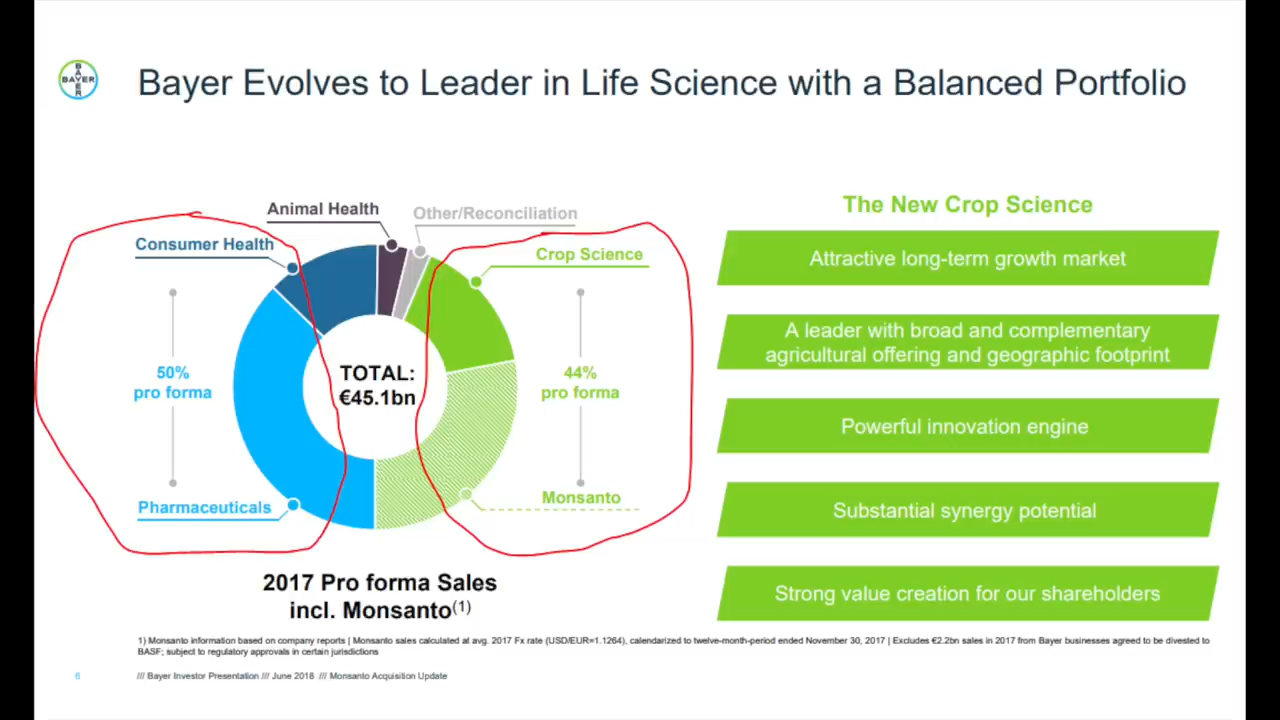 BAYER
BAYER
Bayer Evolves to Leader in Life Science with a Balanced Portfolio
Animal Health
Other/Reconciliation
Consumer Health
Crop Science
50%
pro forma
TOTAL:
€45.1bn
44%
pro forma
Pharmaceuticals
Monsanto
2017 Pro forma Sales
incl. Monsanto(1)
The New Crop Science
Attractive long-term growth market
A leader with broad and complementary
agricultural offering and geographic footprint
Powerful innovation engine
Substantial synergy potential
Strong value creation for our shareholders
1) Monsanto information based on company reports | Monsanto sales calculated at avg. 2017 Fx rate (USD/EUR=1.1264), calendarized to twelve-month-period ended November 30, 2017 | Excludes €2.2bn sales in 2017 from Bayer businesses agreed to be divested to
BASF; subject to regulatory approvals in certain jurisdictions
6
/// Bayer Investor Presentation /// June 2018 /// Monsanto Acquisition Update